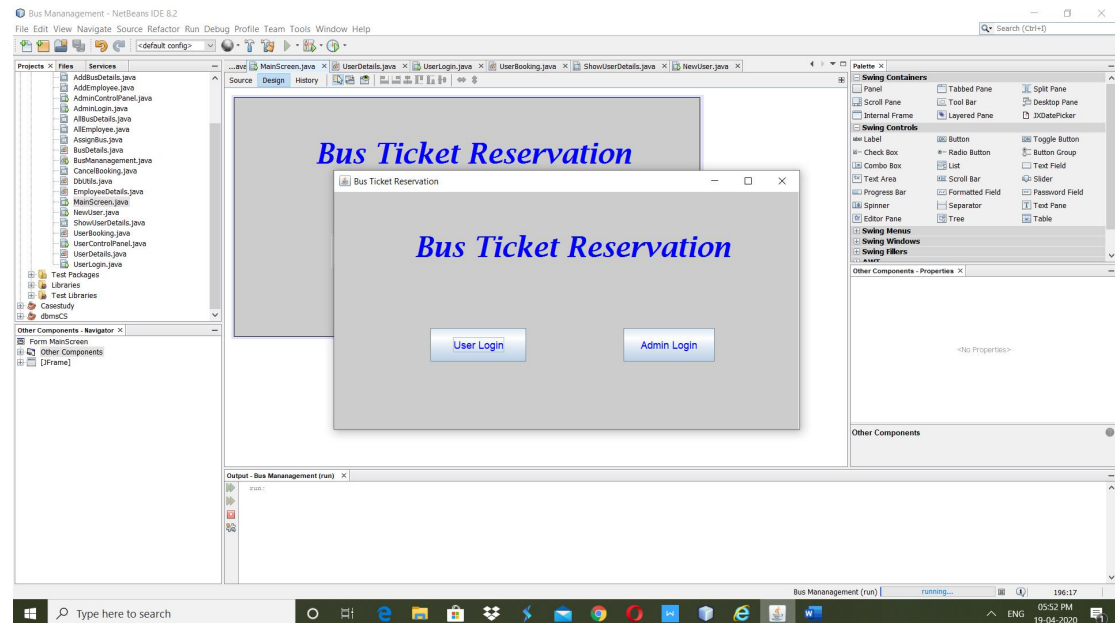 Bus Mananagement - NetBeans IDE 8.2
File Edit View Navigate Source Refactor Run Debug Profile Team Tools Window Help
Search (Ctrl+I)
<default config>
Projects Files Services
AddBusDetails.java
AddEmployee.java
AdminControlPanel.java
AdminLogin.java
AllBusDetails.java
AllEmployee.java
AssignBus.java
BusDetails.java
BusMananagement.java
CancelBooking.java
DbUtils.java
EmployeeDetails.java
MainScreen.java
NewUser.java
ShowUserDetails.java
UserBooking.java
UserControlPanel.java
UserDetails.java
UserLogin.java
Test Packages
Libraries
Test Libraries
Casestudy
dbmsCS
Other Components - Navigator
Form MainScreen
Other Components
[JFrame]
...ava MainScreen.java UserDetails.java UserLogin.java UserBooking.java ShowUserDetails.java NewUser.java
Source Design History
Bus Ticket Reservation
Bus Ticket Reservation
Bus Ticket Reservation
User Login Admin Login
Output - Bus Mananagement (run)
run:
Palette
Swing Containers
Panel Tabbed Pane Split Pane
Scroll Pane Tool Bar Desktop Pane
Internal Frame Layered Pane JXDatePicker
Swing Controls
Label Button Toggle Button
Check Box Radio Button Button Group
Combo Box List Text Field
Text Area Scroll Bar Slider
Progress Bar Formatted Field Password Field
Spinner Separator Text Pane
Editor Pane Tree Table
Swing Menus
Swing Windows
Swing Fillers
Other Components - Properties
<No Properties>
Other Components
Bus Mananagement (run) running... 196:17
Type here to search
ENG
05:52 PM
19-04-2020